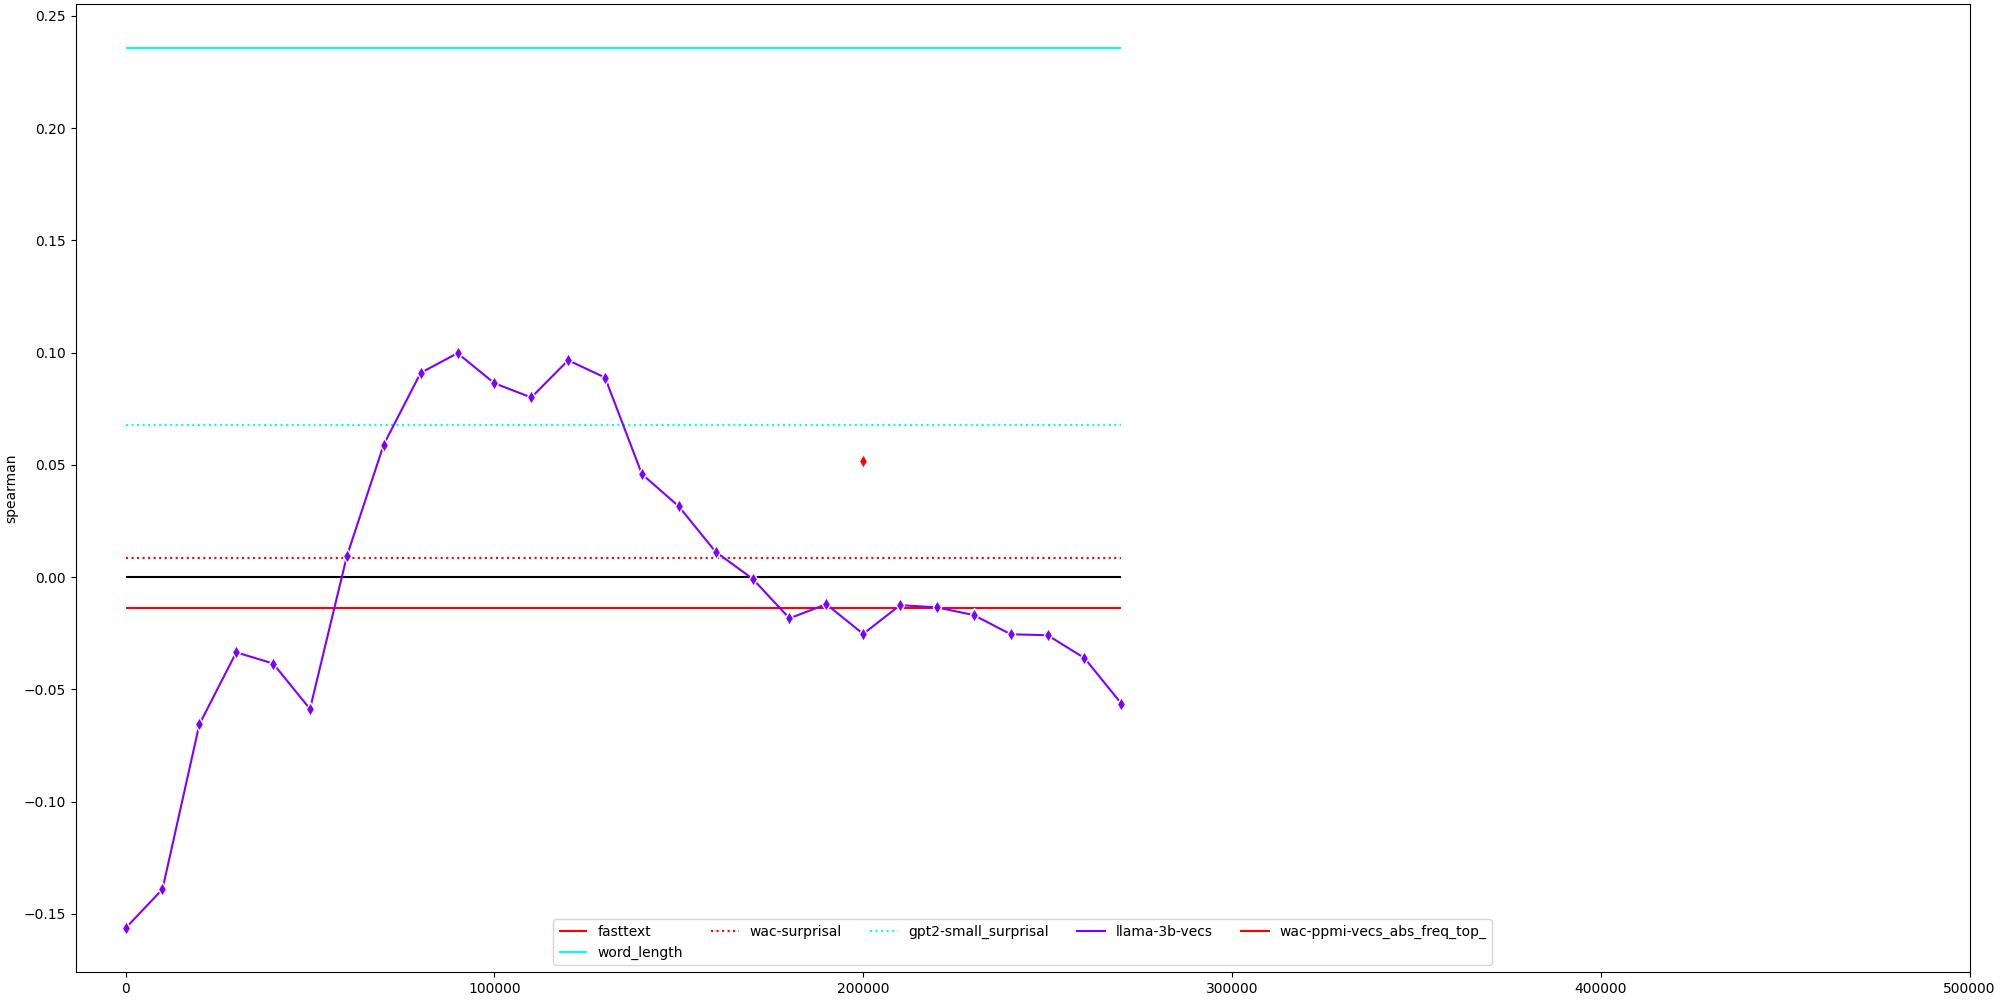 0.25
0.20
0.15
0.10
0.05
0.00
−0.05
−0.10
−0.15
spearman
fasttext wac-surprisal gpt2-small_surprisal llama-3b-vecs wac-ppmi-vecs_abs_freq_top_
word_length
0 100000 200000 300000 400000 500000